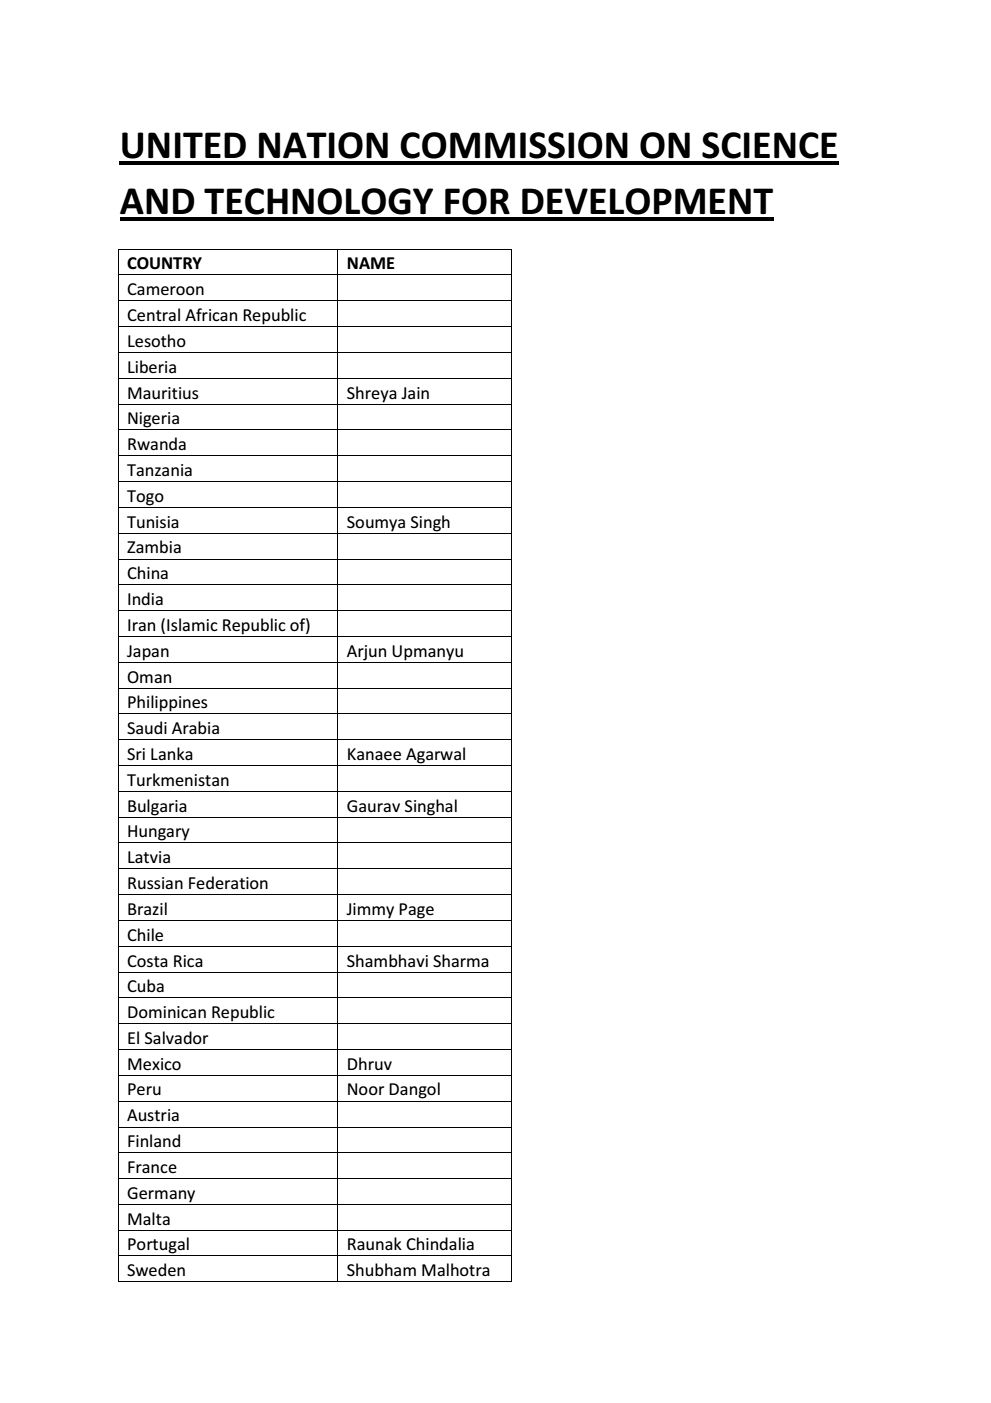 UNITED NATION COMMISSION ON SCIENCE
AND TECHNOLOGY FOR DEVELOPMENT
COUNTRY NAME
Cameroon
Central African Republic
Lesotho
Liberia
Mauritius Shreya Jain
Nigeria
Rwanda
Tanzania
Togo
Tunisia Soumya Singh
Zambia
China
India
Iran (Islamic Republic of)
Japan Arjun Upmanyu
Oman
Philippines
Saudi Arabia
Sri Lanka Kanaee Agarwal
Turkmenistan
Bulgaria Gaurav Singhal
Hungary
Latvia
Russian Federation
Brazil Jimmy Page
Chile
Costa Rica Shambhavi Sharma
Cuba
Dominican Republic
El Salvador
Mexico Dhruv
Peru Noor Dangol
Austria
Finland
France
Germany
Malta
Portugal Raunak Chindalia
Sweden Shubham Malhotra